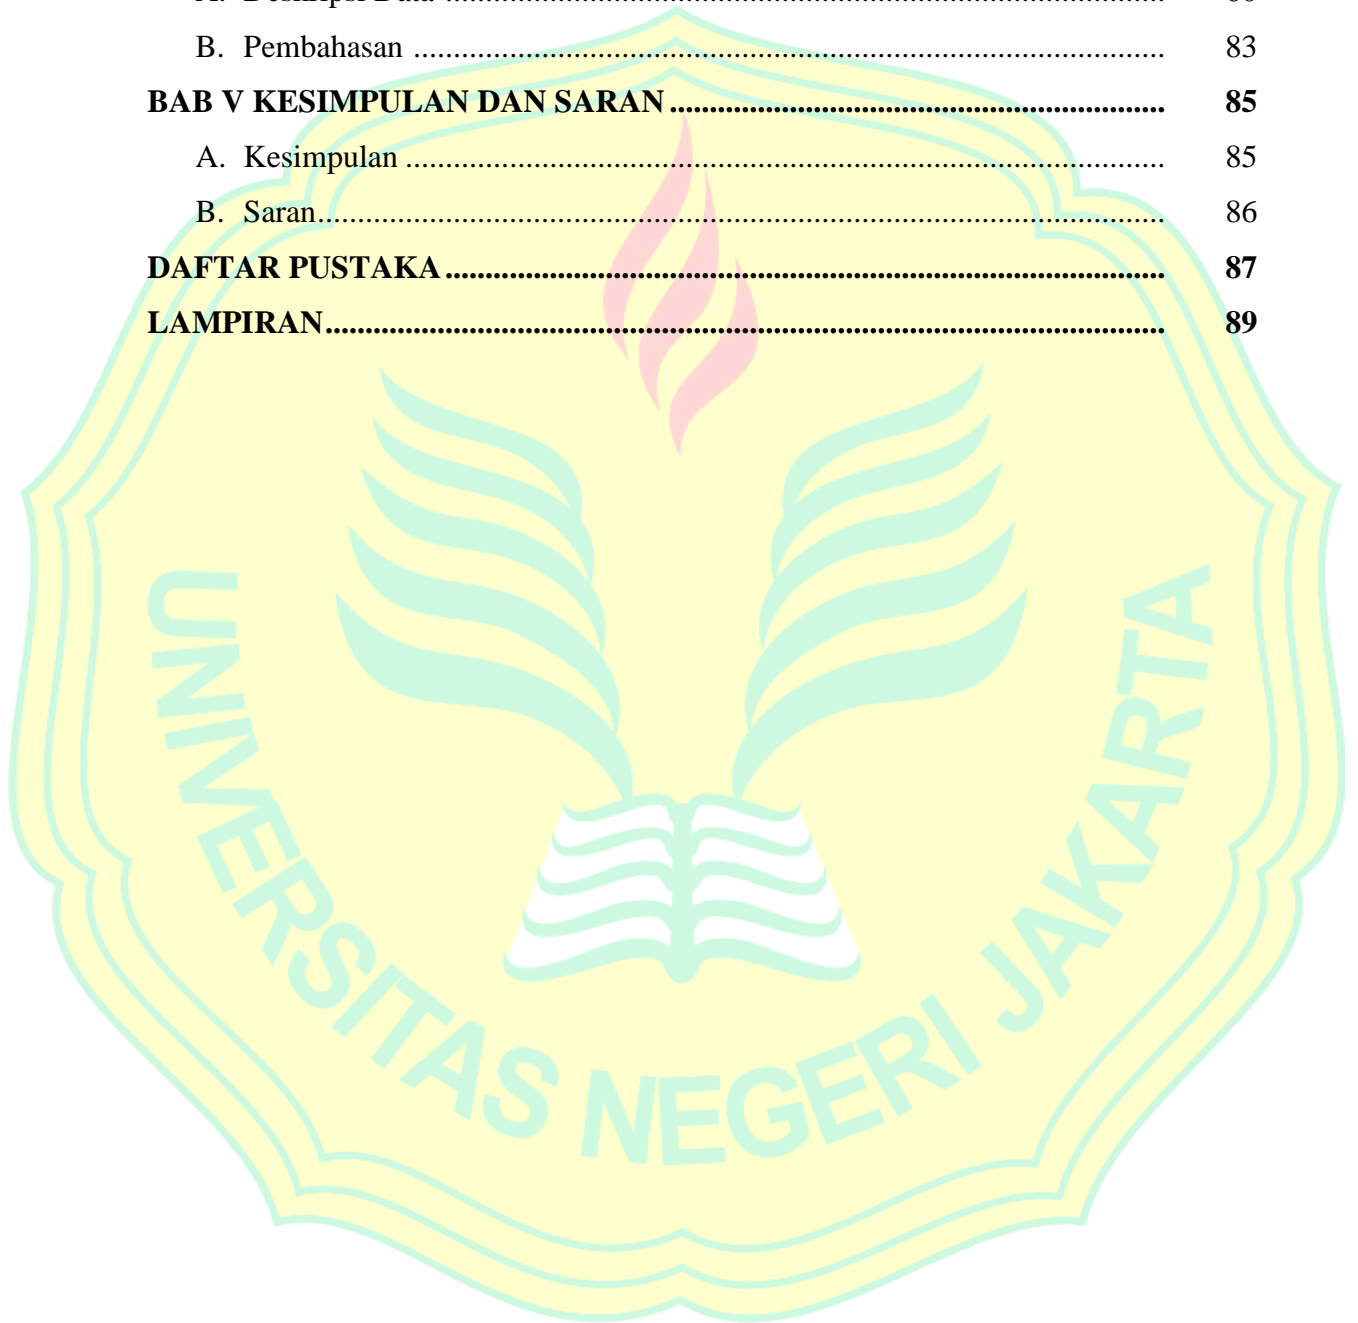 B. Pembahasan ................................................................................................ 83
BAB V KESIMPULAN DAN SARAN .............................................................. 85
A. Kesimpulan ................................................................................................ 85
B. Saran............................................................................................................ 86
DAFTAR PUSTAKA .......................................................................................... 87
LAMPIRAN......................................................................................................... 89
UNIVERSITAS NEGERI JAKARTA